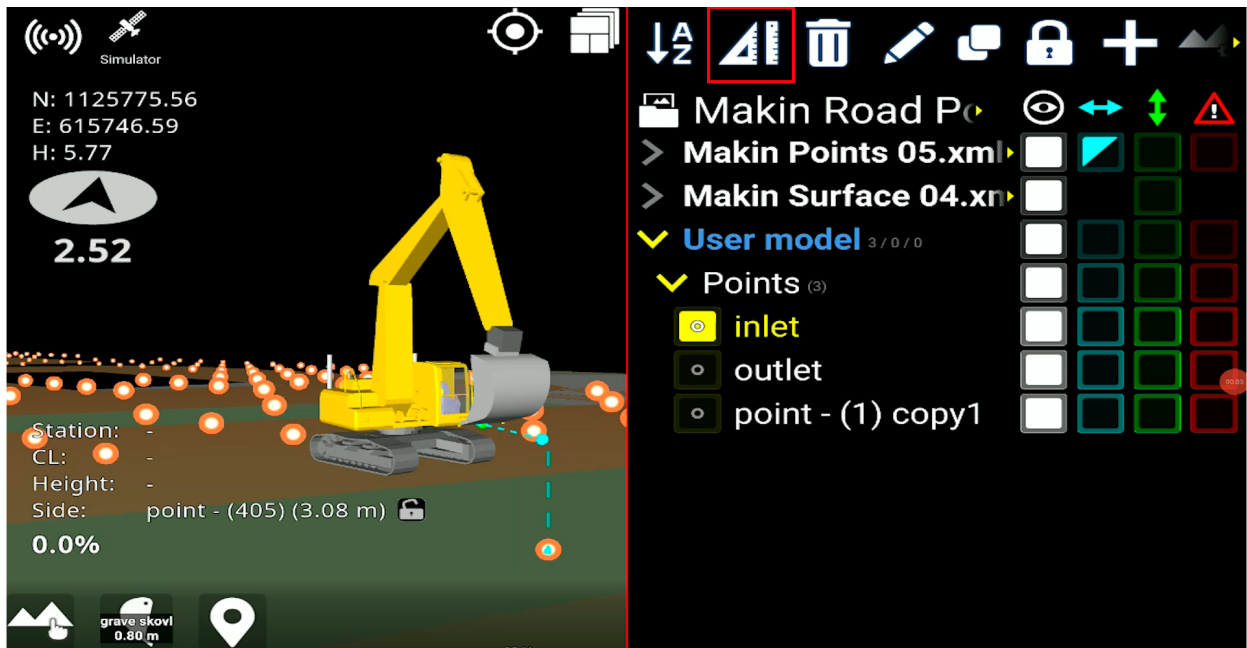 Simulator
N: 1125775.56
E: 615746.59
H: 5.77
2.52
Station: -
CL: -
Height: -
Side: point - (405) (3.08 m)
0.0%
grave skovl
0.80 m
A
Z
Makin Road P
Makin Points 05.xml
Makin Surface 04.xn
User model 3 / 0 / 0
Points (3)
inlet
outlet
00:03
point - (1) copy1